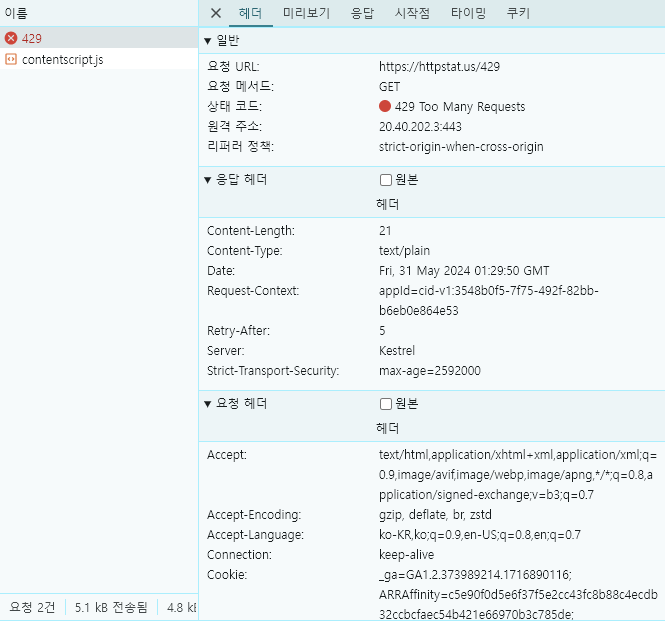 이름
헤더 미리보기 응답 시작점 타이밍 쿠키
429
contentscript.js
▼ 일반
요청 URL: https://httpstat.us/429
요청 메서드: GET
상태 코드: 429 Too Many Requests
원격 주소: 20.40.202.3:443
리퍼러 정책: strict-origin-when-cross-origin
▼ 응답 헤더 원본
헤더
Content-Length: 21
Content-Type: text/plain
Date: Fri, 31 May 2024 01:29:50 GMT
Request-Context: appId=cid-v1:3548b0f5-7f75-492f-82bb-
b6eb0e864e53
Retry-After: 5
Server: Kestrel
Strict-Transport-Security: max-age=2592000
▼ 요청 헤더 원본
헤더
Accept: text/html,application/xhtml+xml,application/xml;q=
0.9,image/avif,image/webp,image/apng,*/*;q=0.8,a
pplication/signed-exchange;v=b3;q=0.7
Accept-Encoding: gzip, deflate, br, zstd
Accept-Language: ko-KR,ko;q=0.9,en-US;q=0.8,en;q=0.7
Connection: keep-alive
Cookie: _ga=GA1.2.373989214.1716890116;
ARRAffinity=c5e90f0d5e6f37f5e2cc43fc8b88c4ecdb
32ccbcfaec54b421e66970b3c785de;
요청 2건 5.1 kB 전송됨 4.8 kB